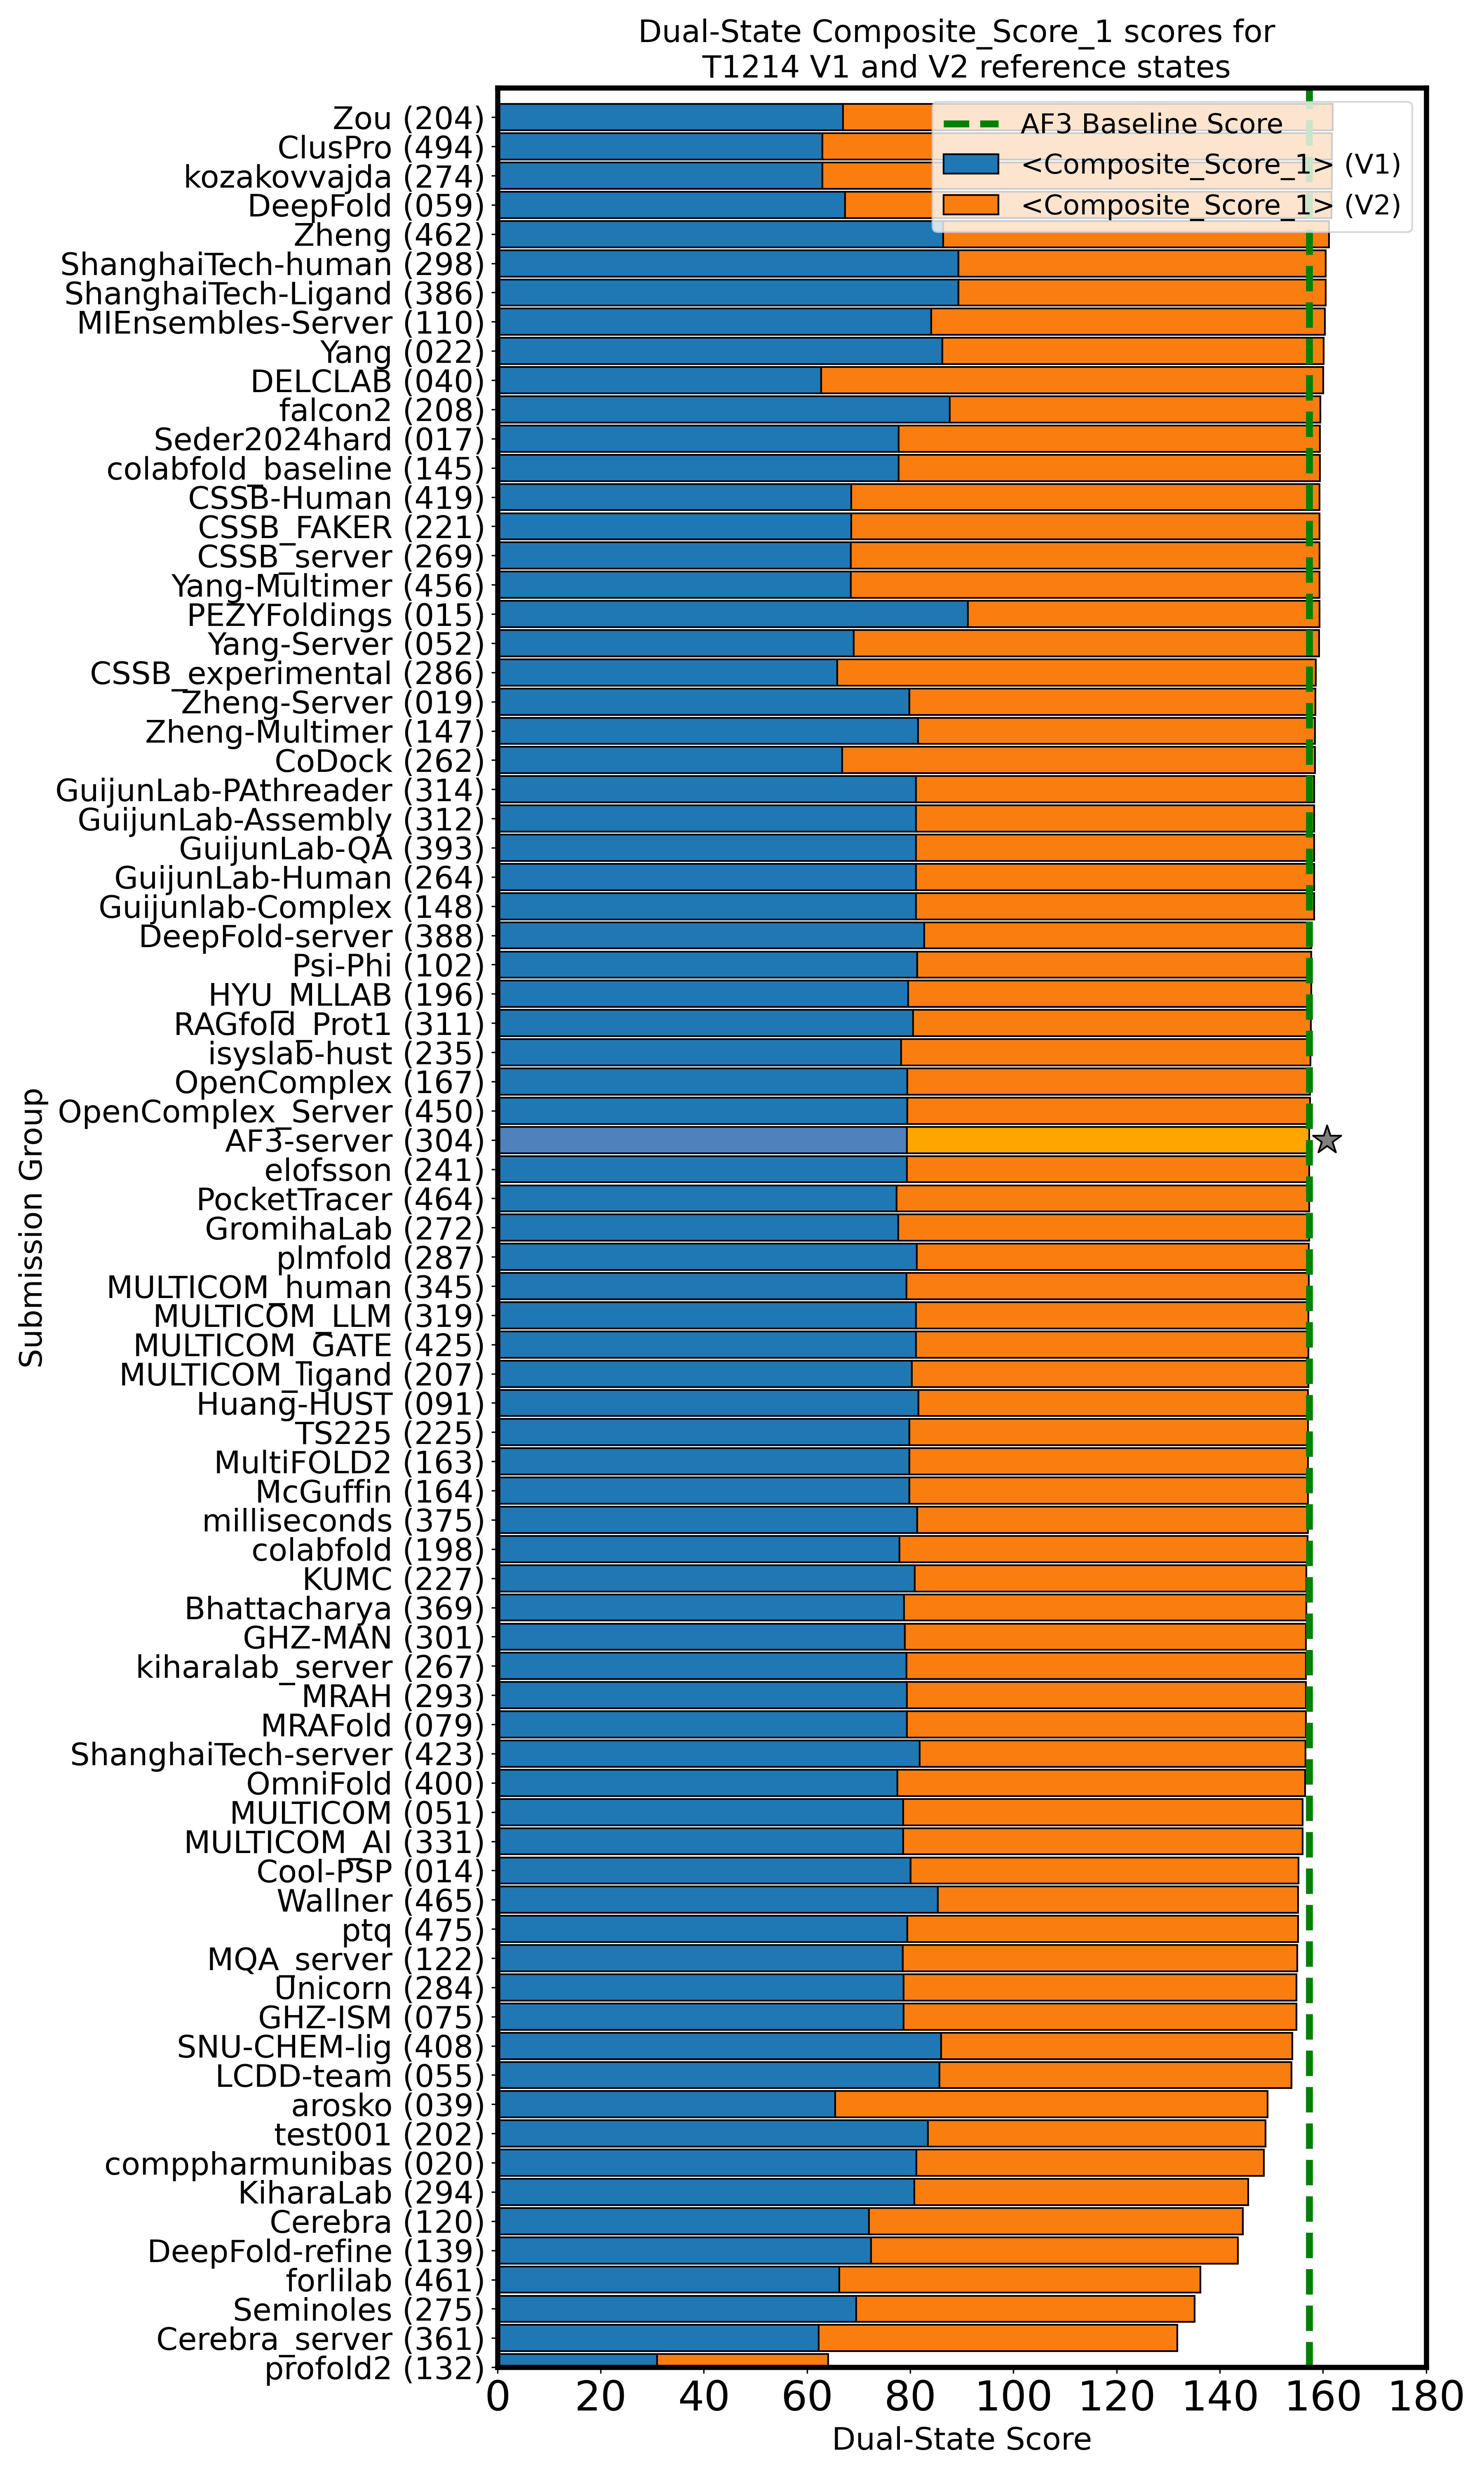 Dual-State Composite_Score_1 scores for
T1214 V1 and V2 reference states
AF3 Baseline Score
<Composite_Score_1> (V1)
<Composite_Score_1> (V2)
Submission Group
Zou (204)
ClusPro (494)
kozakovvajda (274)
DeepFold (059)
Zheng (462)
ShanghaiTech-human (298)
ShanghaiTech-Ligand (386)
MIEnsembles-Server (110)
Yang (022)
DELCLAB (040)
falcon2 (208)
Seder2024hard (017)
colabfold_baseline (145)
CSSB-Human (419)
CSSB_FAKER (221)
CSSB_server (269)
Yang-Multimer (456)
PEZYFoldings (015)
Yang-Server (052)
CSSB_experimental (286)
Zheng-Server (019)
Zheng-Multimer (147)
CoDock (262)
GuijunLab-PAthreader (314)
GuijunLab-Assembly (312)
GuijunLab-QA (393)
GuijunLab-Human (264)
Guijunlab-Complex (148)
DeepFold-server (388)
Psi-Phi (102)
HYU_MLLAB (196)
RAGfold_Prot1 (311)
isyslab-hust (235)
OpenComplex (167)
OpenComplex_Server (450)
AF3-server (304)
elofsson (241)
PocketTracer (464)
GromihaLab (272)
plmfold (287)
MULTICOM_human (345)
MULTICOM_LLM (319)
MULTICOM_GATE (425)
MULTICOM_ligand (207)
Huang-HUST (091)
TS225 (225)
MultiFOLD2 (163)
McGuffin (164)
milliseconds (375)
colabfold (198)
KUMC (227)
Bhattacharya (369)
GHZ-MAN (301)
kiharalab_server (267)
MRAH (293)
MRAFold (079)
ShanghaiTech-server (423)
OmniFold (400)
MULTICOM (051)
MULTICOM_AI (331)
Cool-PSP (014)
Wallner (465)
ptq (475)
MQA_server (122)
Unicorn (284)
GHZ-ISM (075)
SNU-CHEM-lig (408)
LCDD-team (055)
arosko (039)
test001 (202)
comppharmunibas (020)
KiharaLab (294)
Cerebra (120)
DeepFold-refine (139)
forlilab (461)
Seminoles (275)
Cerebra_server (361)
profold2 (132)
0 20 40 60 80 100 120 140 160 180
Dual-State Score